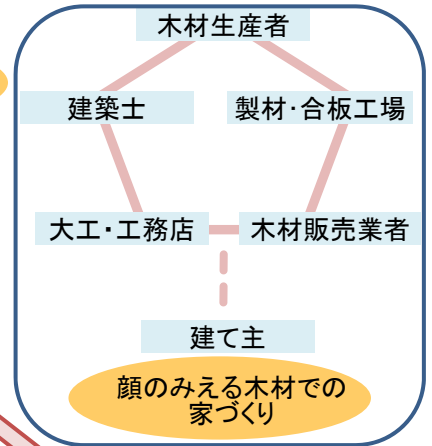 木材生産者
建築士
製材・合板工場
大工・工務店
木材販売業者
建て主
顔のみえる木材での
家づくり